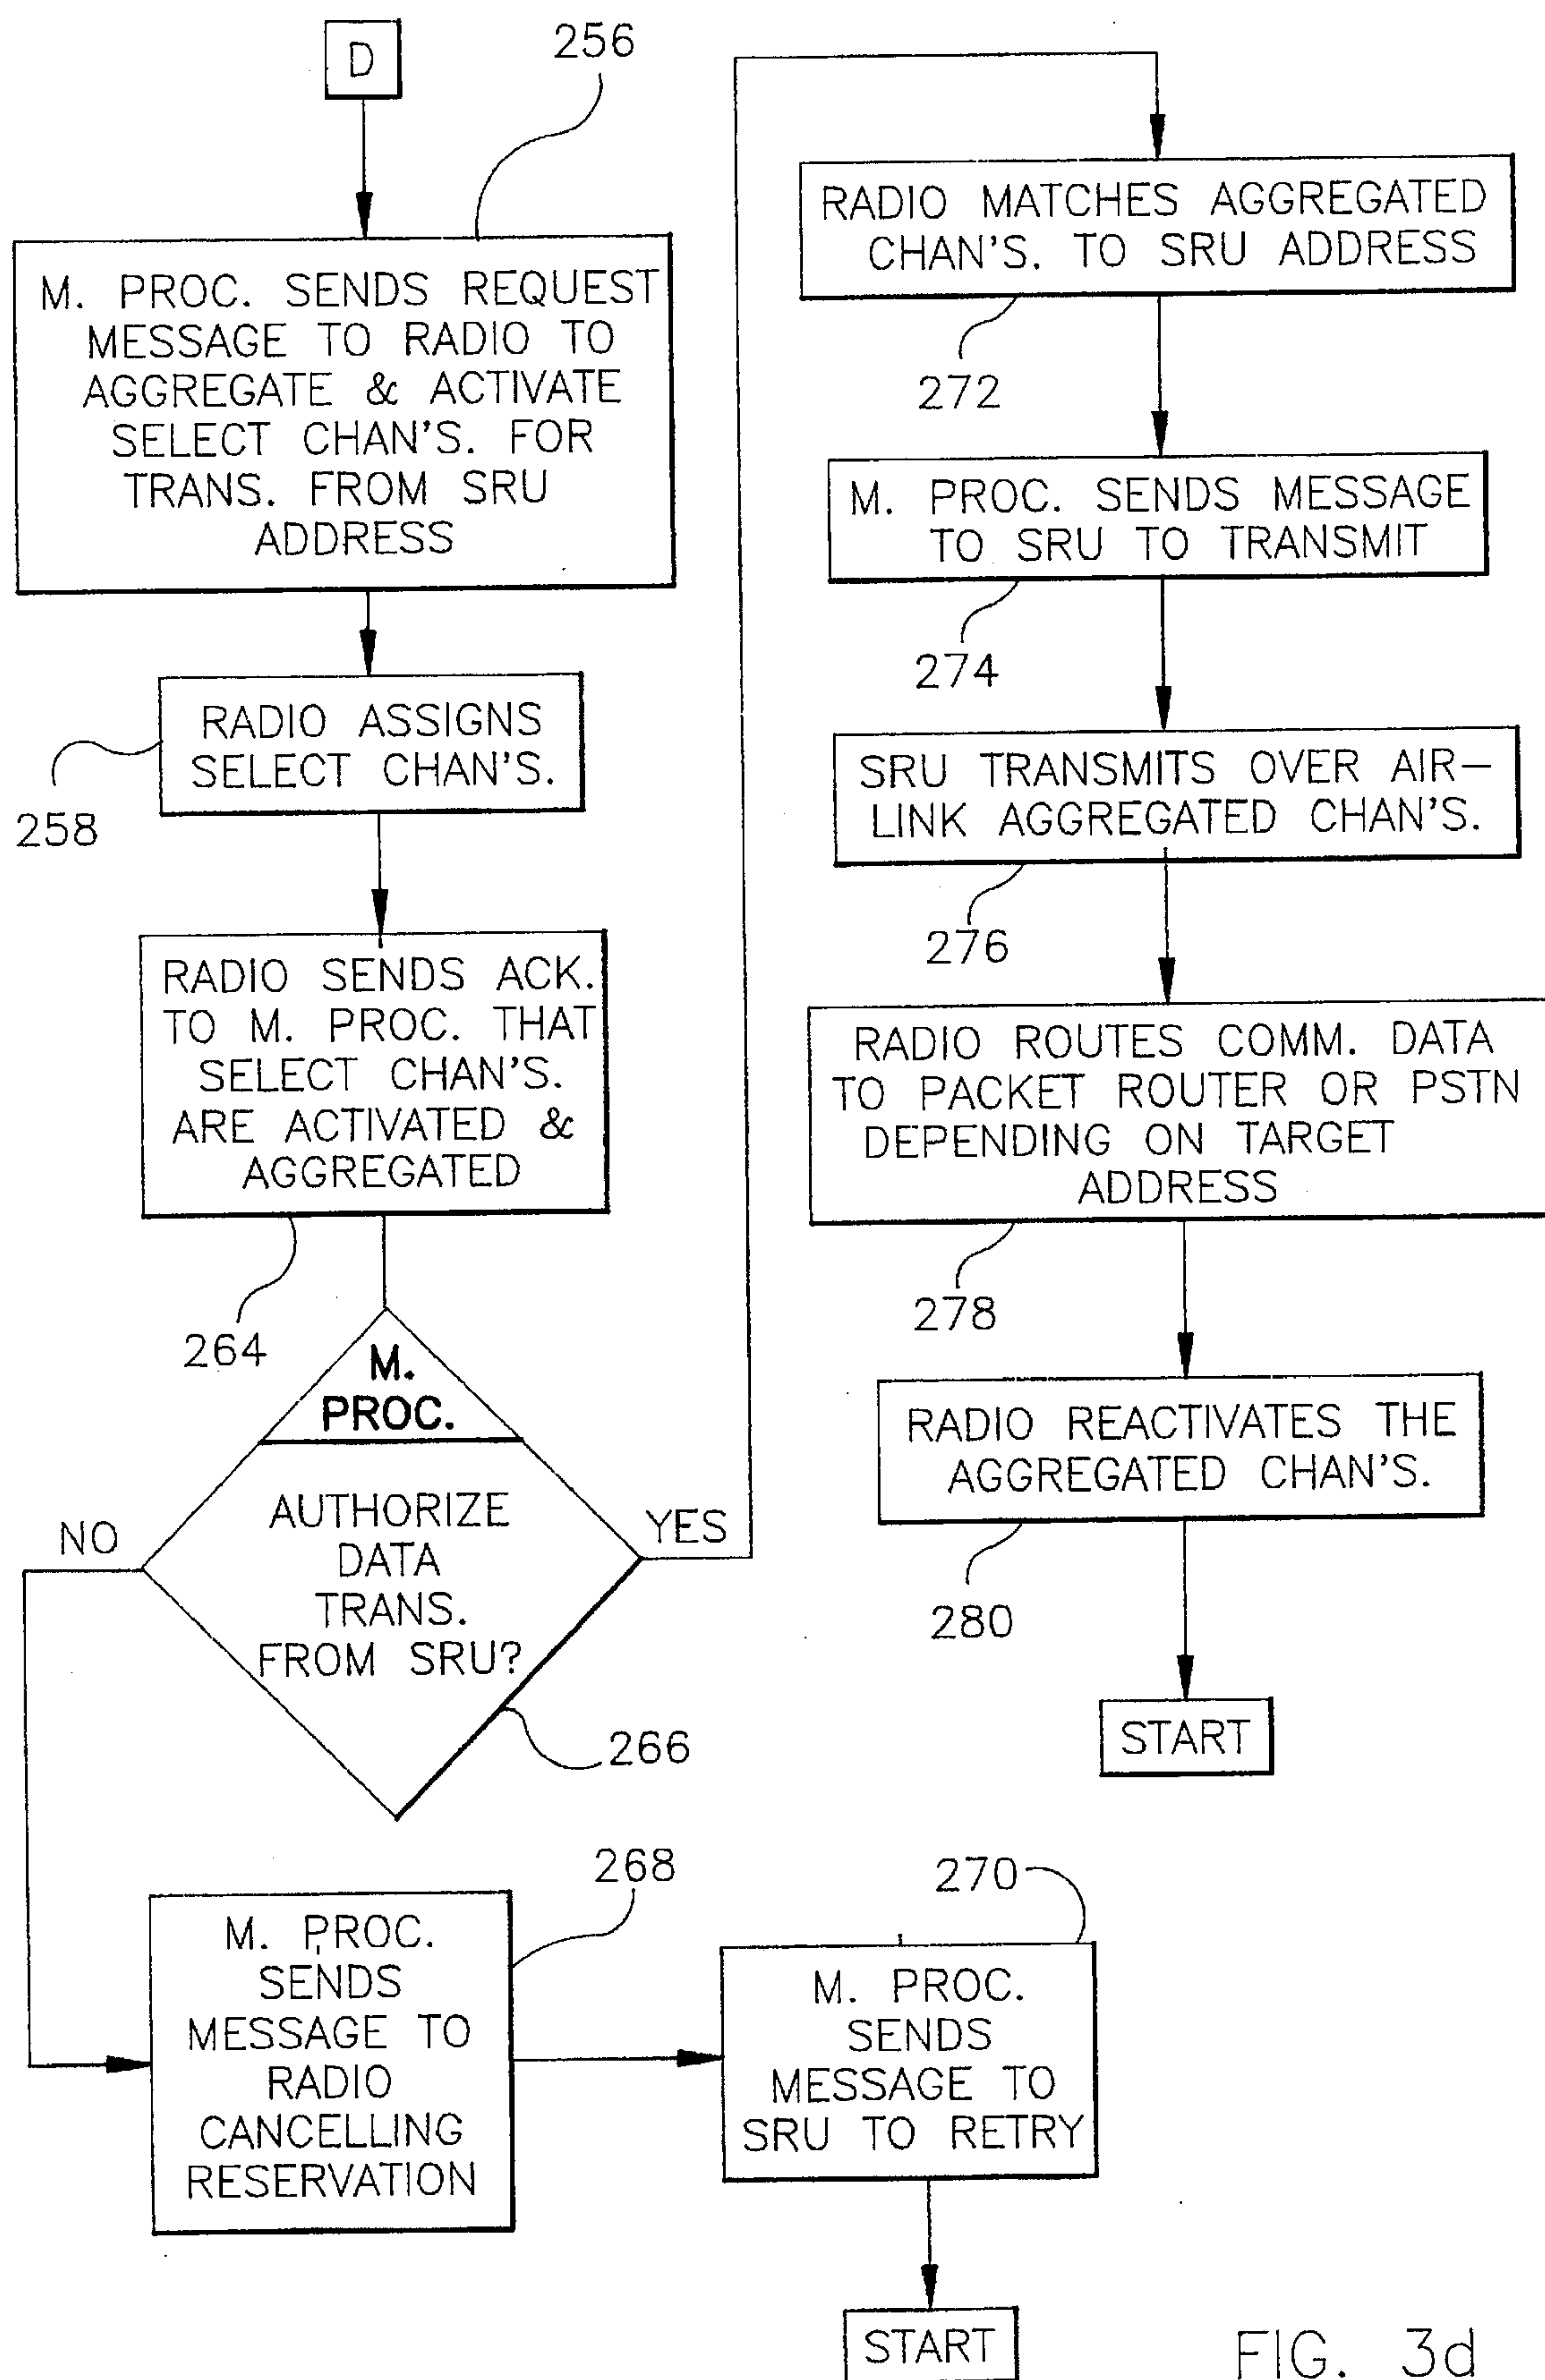 D
256
M. PROC. SENDS REQUEST
MESSAGE TO RADIO TO
AGGREGATE & ACTIVATE
SELECT CHAN'S. FOR
TRANS. FROM SRU
ADDRESS
RADIO ASSIGNS
SELECT CHAN'S.
258
RADIO SENDS ACK.
TO M. PROC. THAT
SELECT CHAN'S.
ARE ACTIVATED &
AGGREGATED
264
M.
PROC.
AUTHORIZE
DATA
TRANS.
FROM SRU?
NO
YES
266
268
M. PROC.
SENDS
MESSAGE TO
RADIO
CANCELLING
RESERVATION
270
M. PROC.
SENDS
MESSAGE TO
SRU TO RETRY
START
RADIO MATCHES AGGREGATED
CHAN'S. TO SRU ADDRESS
272
M. PROC. SENDS MESSAGE
TO SRU TO TRANSMIT
274
SRU TRANSMITS OVER AIR-
LINK AGGREGATED CHAN'S.
276
RADIO ROUTES COMM. DATA
TO PACKET ROUTER OR PSTN
DEPENDING ON TARGET
ADDRESS
278
RADIO REACTIVATES THE
AGGREGATED CHAN'S.
280
START
FIG. 3d